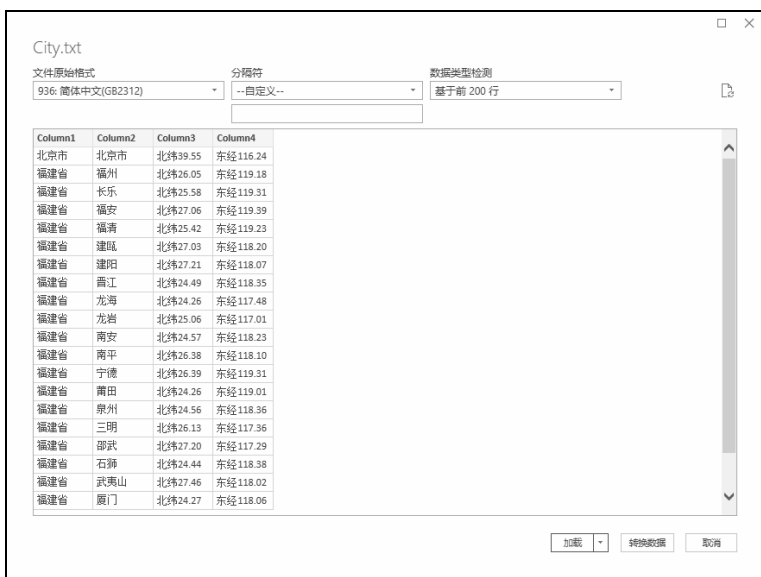 City.txt
文件原始格式 分隔符 数据类型检测
936: 简体中文(GB2312) --自定义-- 基于前 200 行
Column1 Column2 Column3 Column4
北京市 北京市 北纬39.55 东经116.24
福建省 福州 北纬26.05 东经119.18
福建省 长乐 北纬25.58 东经119.31
福建省 福安 北纬27.06 东经119.39
福建省 福清 北纬25.42 东经119.23
福建省 建瓯 北纬27.03 东经118.20
福建省 建阳 北纬27.21 东经118.07
福建省 晋江 北纬24.49 东经118.35
福建省 龙海 北纬24.26 东经117.48
福建省 龙岩 北纬25.06 东经117.01
福建省 南安 北纬24.57 东经118.23
福建省 南平 北纬26.38 东经118.10
福建省 宁德 北纬26.39 东经119.31
福建省 莆田 北纬24.26 东经119.01
福建省 泉州 北纬24.56 东经118.36
福建省 三明 北纬26.13 东经117.36
福建省 邵武 北纬27.20 东经117.29
福建省 石狮 北纬24.44 东经118.38
福建省 武夷山 北纬27.46 东经118.02
福建省 厦门 北纬24.27 东经118.06
加载 转换数据 取消